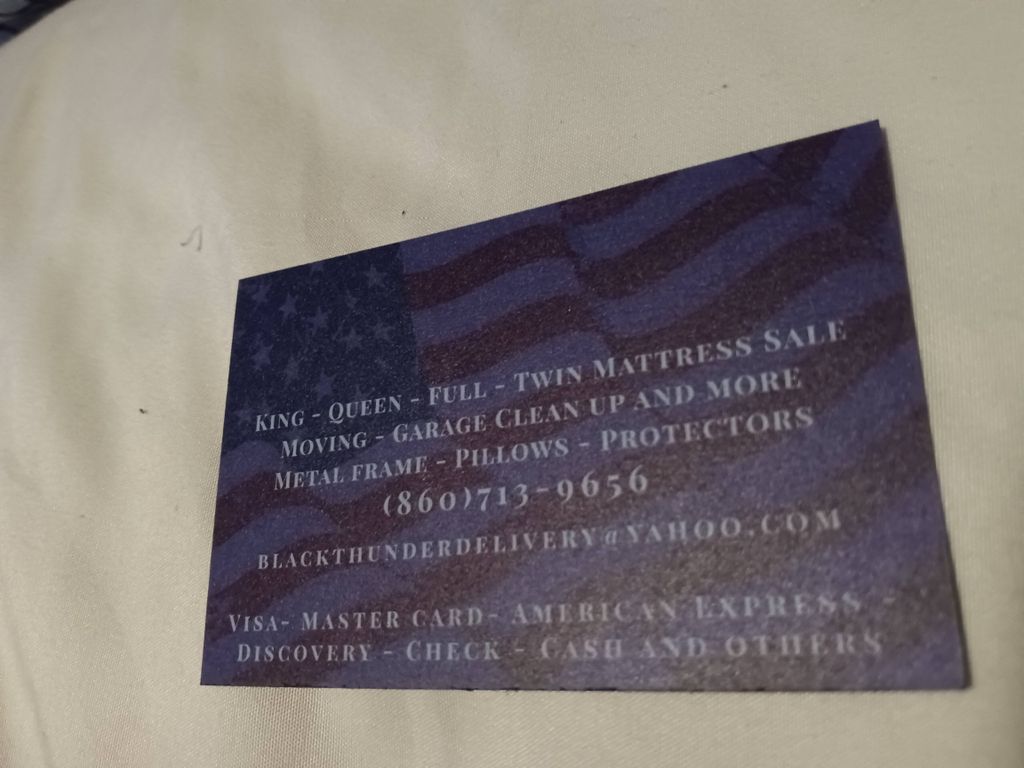 King - Queen - Full - Twin Mattress Sale
Moving - Garage Clean up and more
Metal frame - Pillows - Protectors
(860)713-9656
blackthunderdelivery@yahoo.com
Visa- Master card- American Express -
Discovery - Check - Cash and others